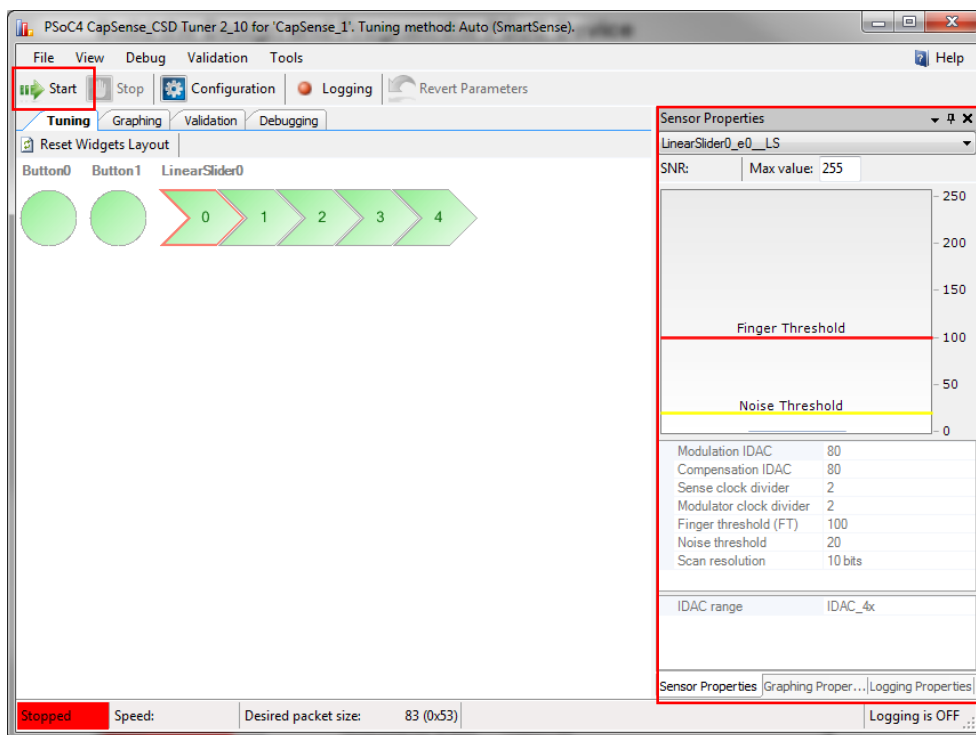 PSoC4 CapSense_CSD Tuner 2_10 for 'CapSense_1'. Tuning method: Auto (SmartSense).
File View Debug Validation Tools Help
Start Stop Configuration Logging Revert Parameters
Tuning Graphing Validation Debugging
Reset Widgets Layout
Button0 Button1 LinearSlider0
0 1 2 3 4
Sensor Properties
LinearSlider0_e0__LS
SNR: Max value: 255
250
200
150
Finger Threshold
100
50
Noise Threshold
0
Modulation IDAC 80
Compensation IDAC 80
Sense clock divider 2
Modulator clock divider 2
Finger threshold (FT) 100
Noise threshold 20
Scan resolution 10 bits
IDAC range IDAC_4x
Sensor Properties Graphing Proper... Logging Properties
Stopped Speed: Desired packet size: 83 (0x53) Logging is OFF